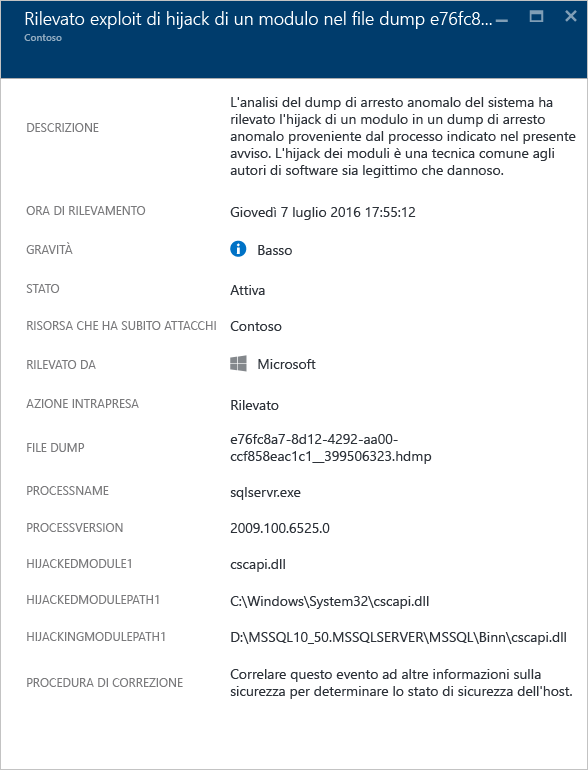 Rilevato exploit di hijack di un modulo nel file dump e76fc8...
Contoso
DESCRIZIONE
L'analisi del dump di arresto anomalo del sistema ha
rilevato l'hijack di un modulo in un dump di arresto
anomalo proveniente dal processo indicato nel presente
avviso. L'hijack dei moduli è una tecnica comune agli
autori di software sia legittimo che dannoso.
ORA DI RILEVAMENTO Giovedì 7 luglio 2016 17:55:12
GRAVITÀ Basso
STATO Attiva
RISORSA CHE HA SUBITO ATTACCHI Contoso
RILEVATO DA Microsoft
AZIONE INTRAPRESA Rilevato
FILE DUMP
e76fc8a7-8d12-4292-aa00-
ccf858eac1c1__399506323.hdmp
PROCESSNAME sqlservr.exe
PROCESSVERSION 2009.100.6525.0
HIJACKEDMODULE1 cscapi.dll
HIJACKEDMODULEPATH1 C:\Windows\System32\cscapi.dll
HIJACKINGMODULEPATH1 D:\MSSQL10_50.MSSQLSERVER\MSSQL\Binn\cscapi.dll
PROCEDURA DI CORREZIONE
Correlare questo evento ad altre informazioni sulla
sicurezza per determinare lo stato di sicurezza dell'host.